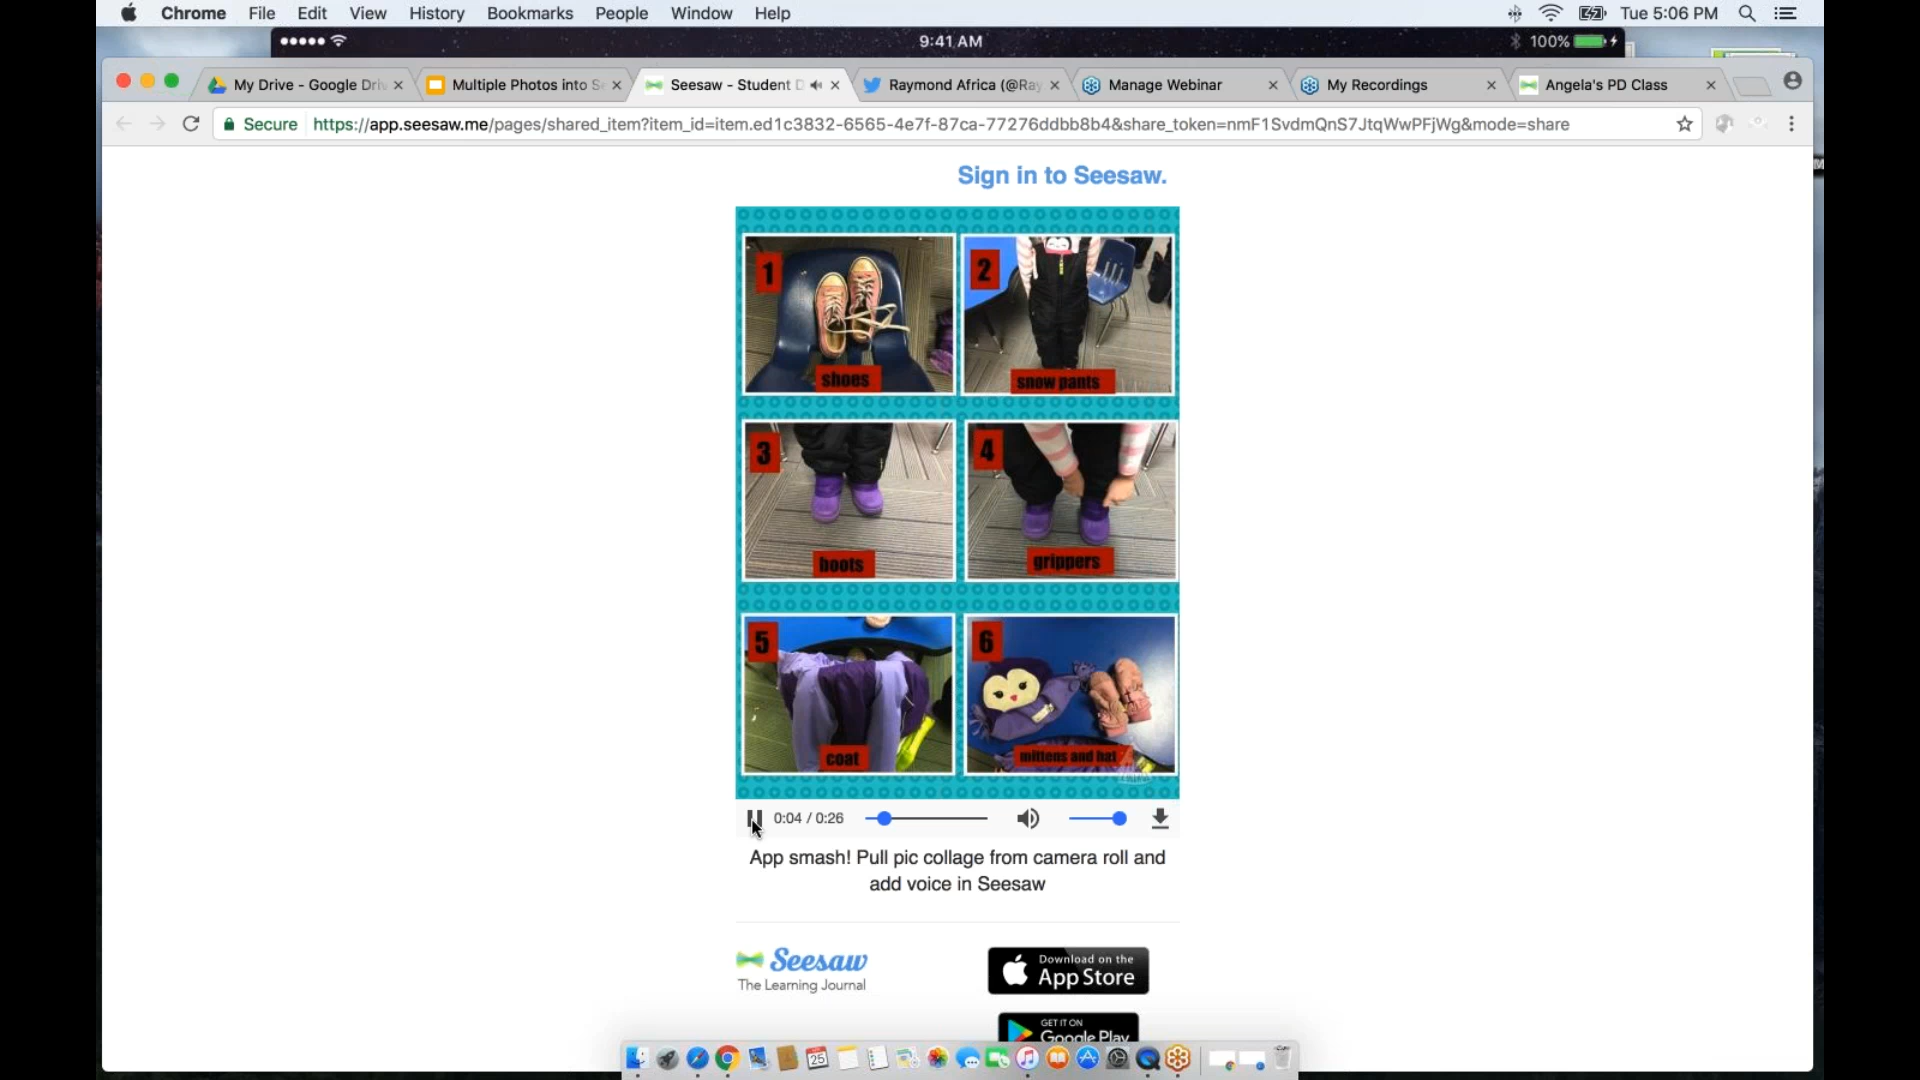 Chrome File Edit View History Bookmarks People Window Help Tue 5:06 PM
9:41 AM 100%
My Drive - Google Driv Multiple Photos into S Seesaw - Student D Raymond Africa (@Ray Manage Webinar My Recordings Angela's PD Class
Secure https://app.seesaw.me/pages/shared_item?item_id=item.ed1c3832-6565-4e7f-87ca-77276ddbb8b4&share_token=nmF1SvdmQnS7JtqWwPFjWg&mode=share
Sign in to Seesaw.
1 2
shoes snow pants
3 4
boots grippers
5 6
coat mittens and hat
0:04 / 0:26
App smash! Pull pic collage from camera roll and
add voice in Seesaw
Seesaw
The Learning Journal
Download on the
App Store
GET IT ON
Google Play
25